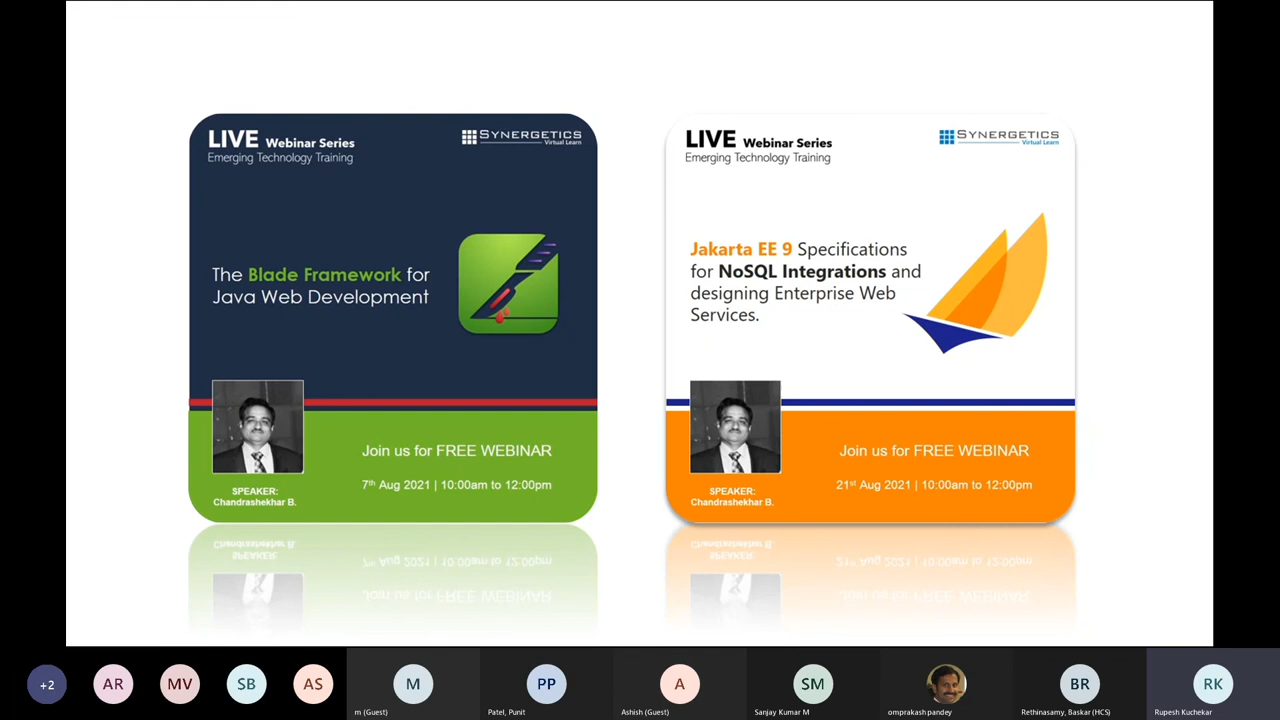 LIVE Webinar Series
Emerging Technology Training
SYNERGETICS
Virtual Learn
The Blade Framework for
Java Web Development
SPEAKER:
Chandrashekhar B.
Join us for FREE WEBINAR
7th Aug 2021 | 10:00am to 12:00pm
LIVE Webinar Series
Emerging Technology Training
SYNERGETICS
Virtual Learn
Jakarta EE 9 Specifications
for NoSQL Integrations and
designing Enterprise Web
Services.
SPEAKER:
Chandrashekhar B.
Join us for FREE WEBINAR
21st Aug 2021 | 10:00am to 12:00pm
+2
AR
MV
SB
AS
M
m (Guest)
PP
Patel, Punit
A
Ashish (Guest)
SM
Sanjay Kumar M
omprakash pandey
BR
Rethinasamy, Baskar (HCS)
RK
Rupesh Kuchekar